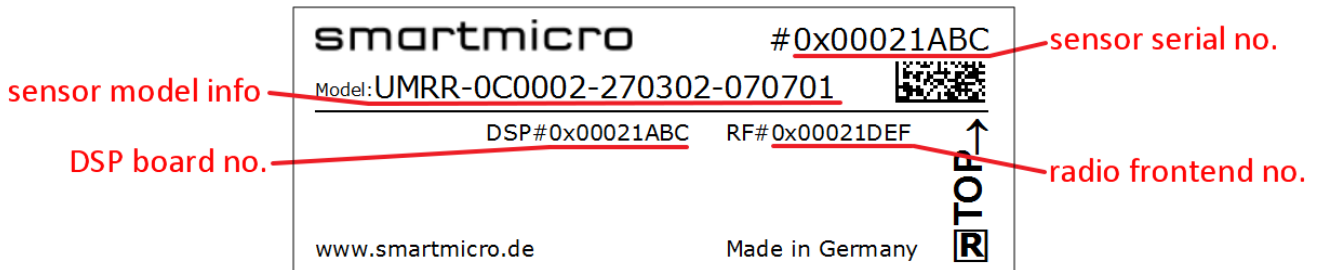 smartmicro
#0x00021ABC
sensor serial no.
sensor model info
Model:UMRR-0C0002-270302-070701
DSP#0x00021ABC
RF#0x00021DEF
DSP board no.
radio frontend no.
TOP→
R
www.smartmicro.de
Made in Germany